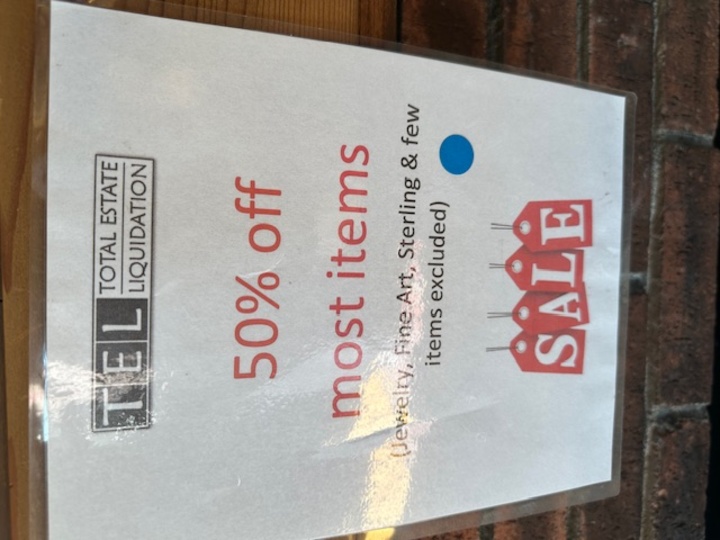 TEL TOTAL ESTATE
LIQUIDATION
50% off
most items
(Jewelry, Fine Art, Sterling & few
items excluded)
SALE